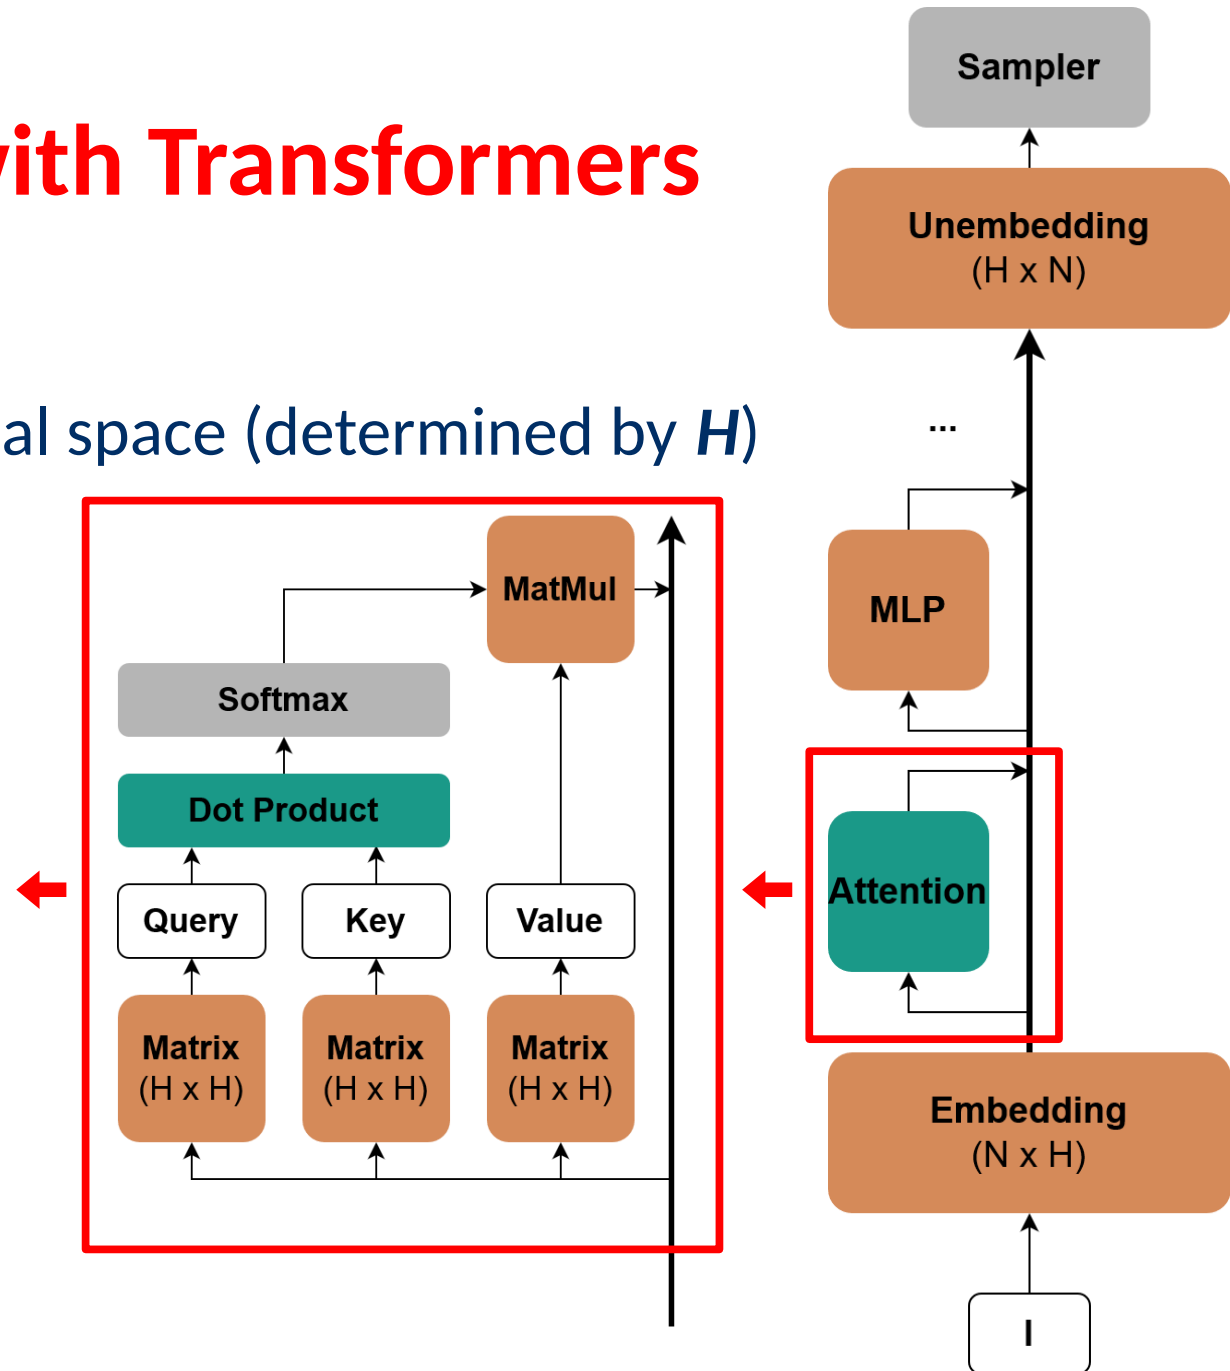 with Transformers
al space (determined by H)
MatMul
Softmax
Dot Product
Query
Key
Value
Matrix
(H x H)
Matrix
(H x H)
Matrix
(H x H)
Sampler
Unembedding
(H x N)
...
MLP
Attention
Embedding
(N x H)
I